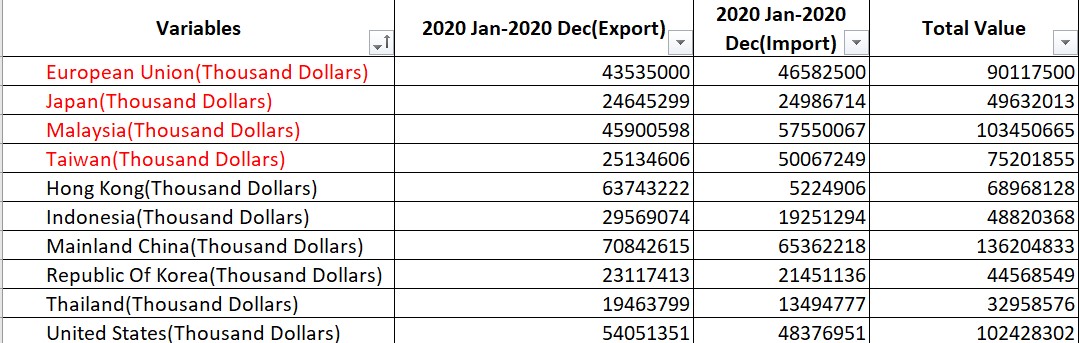 Variables 2020 Jan-2020 Dec(Export) 2020 Jan-2020 Dec(Import) Total Value
European Union(Thousand Dollars) 43535000 46582500 90117500
Japan(Thousand Dollars) 24645299 24986714 49632013
Malaysia(Thousand Dollars) 45900598 57550067 103450665
Taiwan(Thousand Dollars) 25134606 50067249 75201855
Hong Kong(Thousand Dollars) 63743222 5224906 68968128
Indonesia(Thousand Dollars) 29569074 19251294 48820368
Mainland China(Thousand Dollars) 70842615 65362218 136204833
Republic Of Korea(Thousand Dollars) 23117413 21451136 44568549
Thailand(Thousand Dollars) 19463799 13494777 32958576
United States(Thousand Dollars) 54051351 48376951 102428302